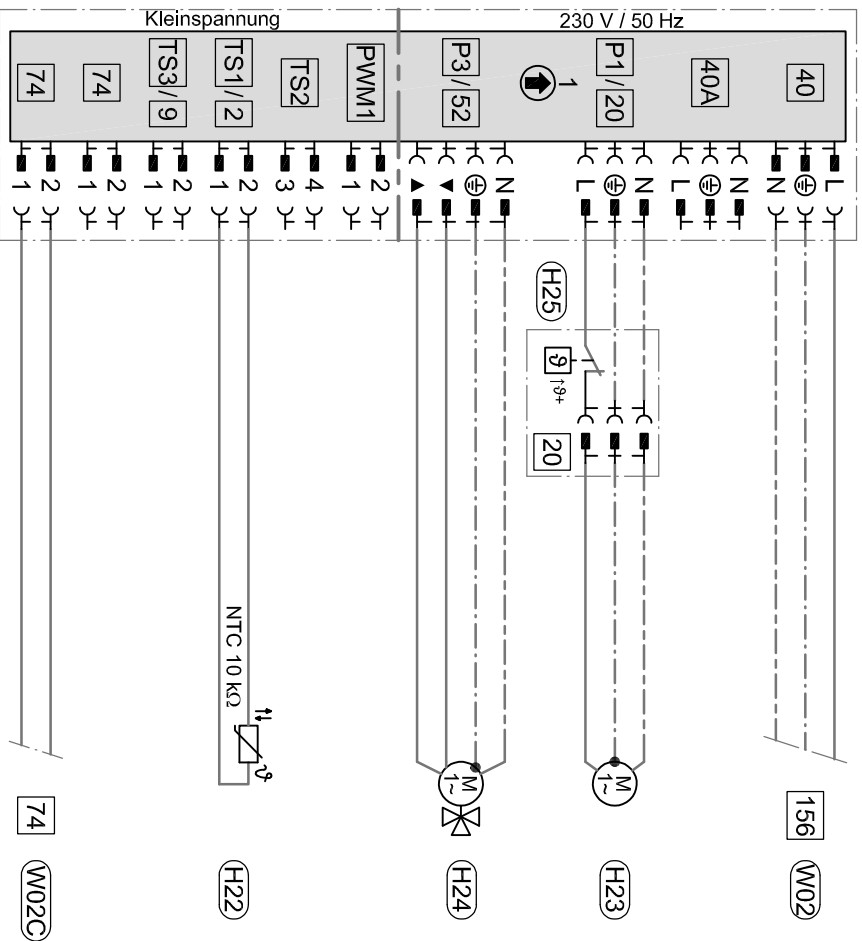 Kleinspannung
230 V / 50 Hz
74
74
TS3 / 9
TS1 / 2
TS2
PWM1
P3 / 52
1
P1 / 20
40A
40
1 2
1 2
1 2
1 2
3 4
1 2
▲ ▼ N
L N
L N
N L
H25
ϑ
↑ϑ+
20
NTC 10 kΩ
ϑ
M
1~
M
1~
74
156
W02C
H22
H24
H23
W02